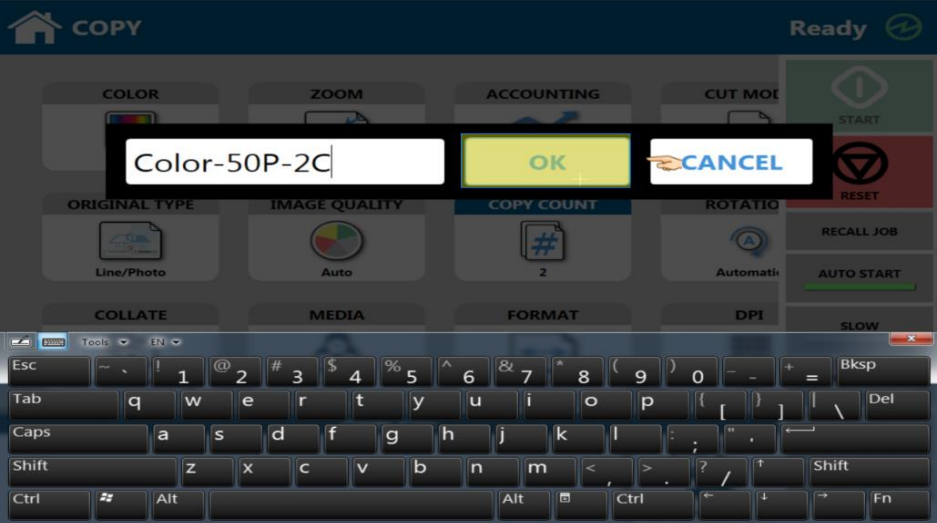 COPY Ready
COLOR ZOOM ACCOUNTING CUT MOD
START
Color-50P-2C OK CANCEL
RESET
ORIGINAL TYPE IMAGE QUALITY COPY COUNT ROTATIO
#
A
RECALL JOB
Line/Photo Auto 2 Automati
AUTO START
COLLATE MEDIA FORMAT DPI
SLOW
Tools EN
Esc ~ ` ! 1 @ 2 # 3 $ 4 % 5 ^ 6 & 7 * 8 ( 9 ) 0 _ - + = Bksp
Tab q w e r t y u i o p { [ } ] | \ Del
Caps a s d f g h j k l : ; " '
Shift z x c v b n m < , > . ? / ↑ Shift
Ctrl Alt Alt Ctrl ← ↓ → Fn